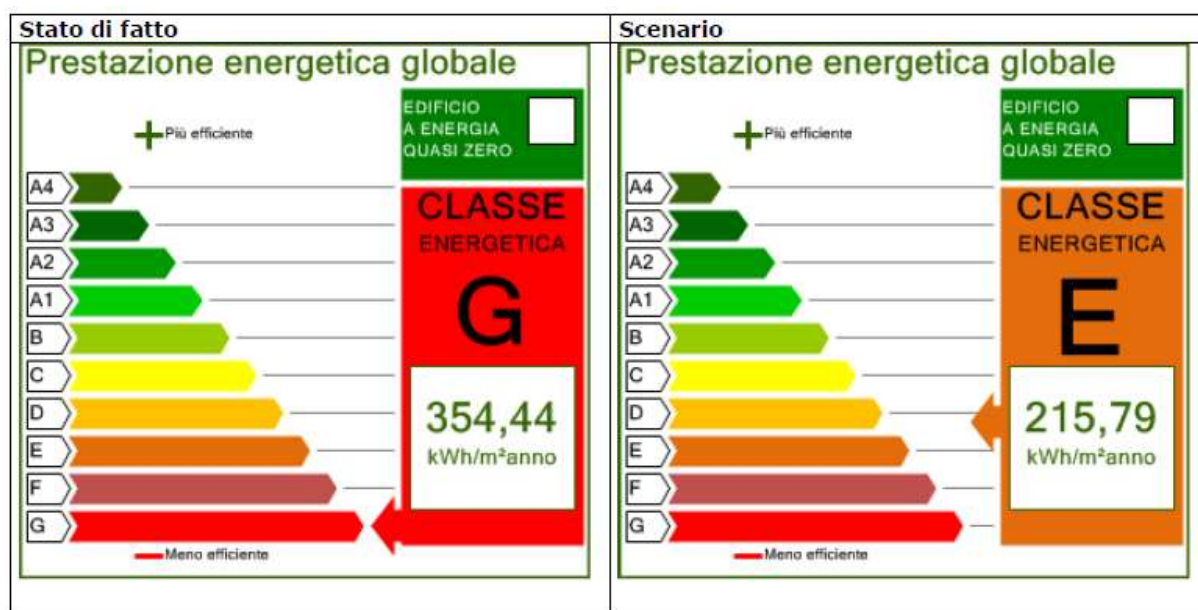 Stato di fatto
Prestazione energetica globale
EDIFICIO
A ENERGIA
QUASI ZERO
Più efficiente
A4
A3
A2
A1
B
C
D
E
F
G
CLASSE
ENERGETICA
G
354,44
kWh/m²anno
Meno efficiente
Scenario
Prestazione energetica globale
EDIFICIO
A ENERGIA
QUASI ZERO
Più efficiente
A4
A3
A2
A1
B
C
D
E
F
G
CLASSE
ENERGETICA
E
215,79
kWh/m²anno
Meno efficiente